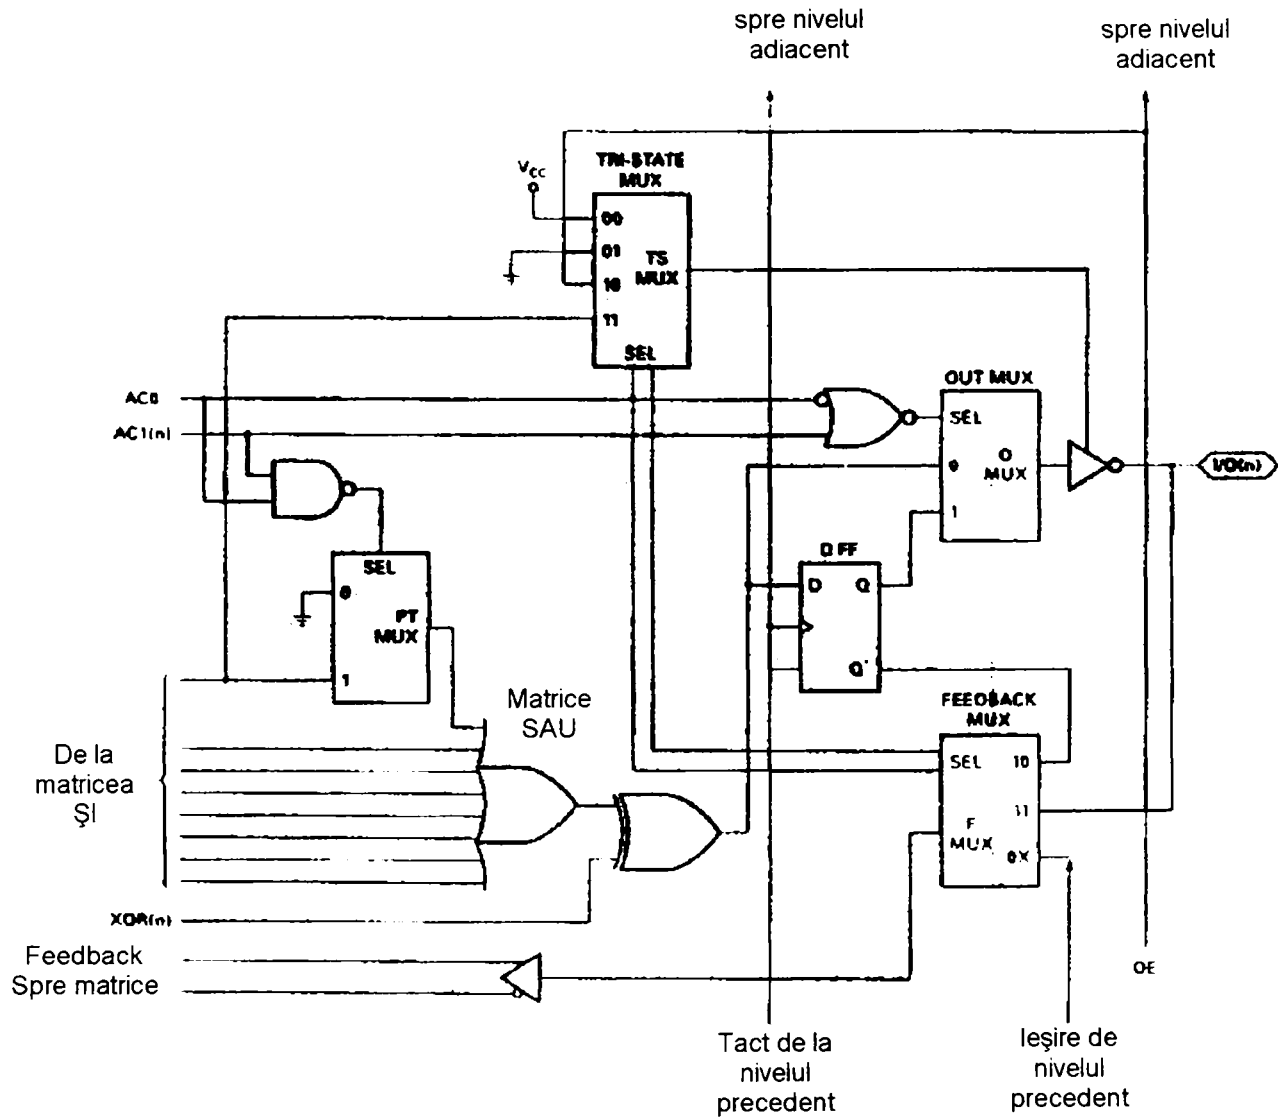 spre nivelul
adiacent
spre nivelul
adiacent
TRI-STATE
MUX
VCC
00
01
10
11
TS
MUX
SEL
AC0
AC1(n)
OUT MUX
SEL
0
O
MUX
1
I/O(n)
SEL
0
PT
MUX
1
D FF
D
Q
Q
FEEDBACK
MUX
SEL
10
11
F
MUX
0X
Matrice
SAU
De la
matricea
ŞI
XOR(n)
Feedback
Spre matrice
OE
Tact de la
nivelul
precedent
Ieşire de
nivelul
precedent